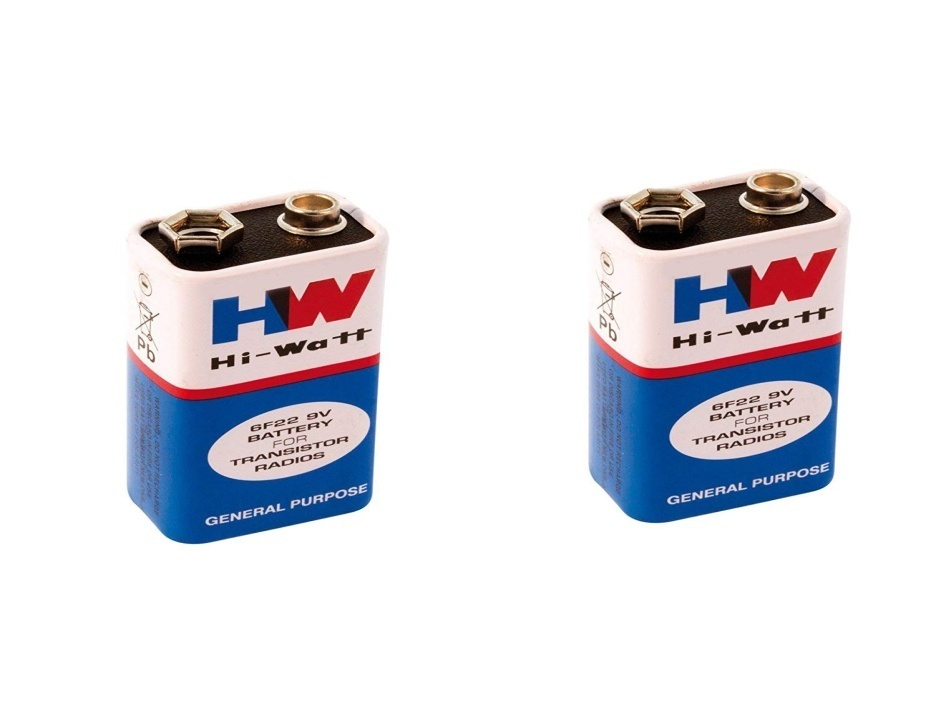 HW
Hi-Watt
Pb
6F22 9V
BATTERY
FOR
TRANSISTOR
RADIOS
GENERAL PURPOSE
HW
Hi-Watt
Pb
6F22 9V
BATTERY
FOR
TRANSISTOR
RADIOS
GENERAL PURPOSE